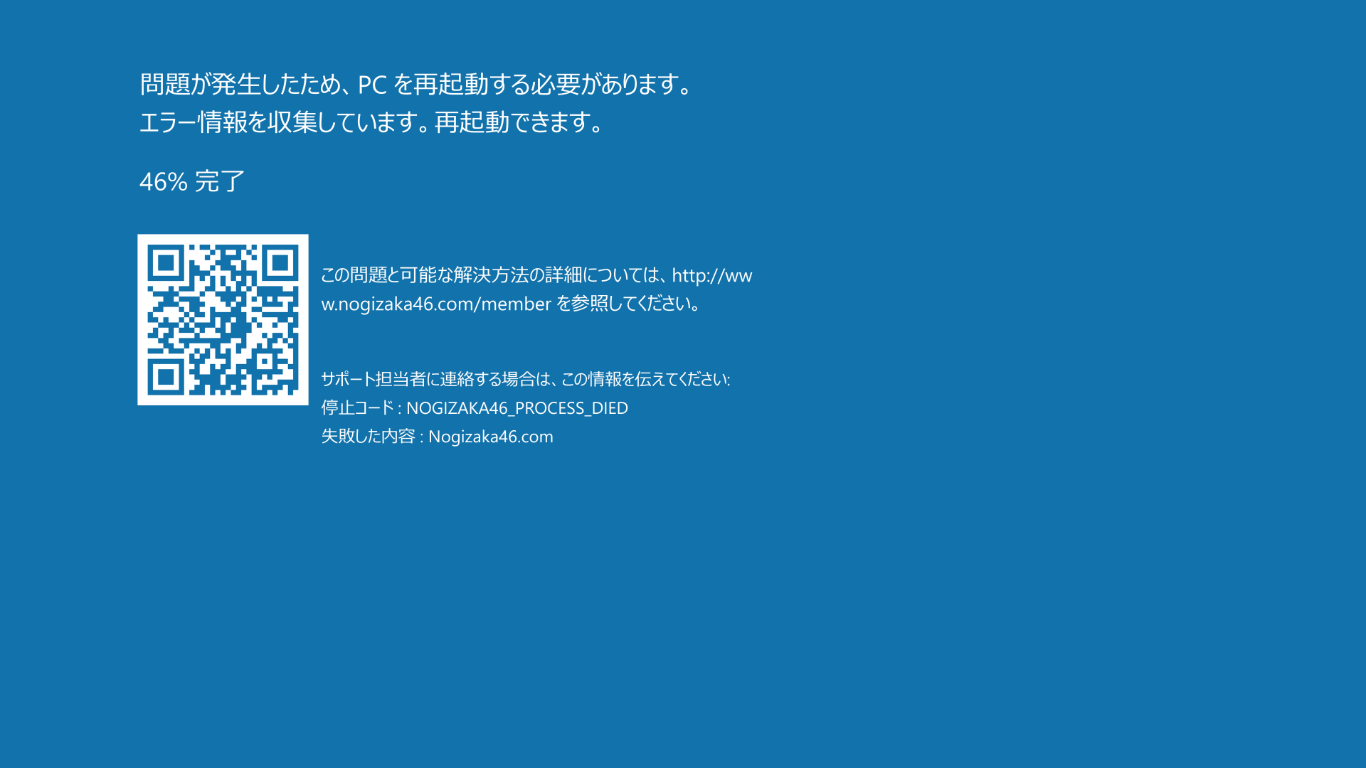 問題が発生したため、PC を再起動する必要があります。
エラー情報を収集しています。再起動できます。
46% 完了
この問題と可能な解決方法の詳細については、http://ww
w.nogizaka46.com/member を参照してください。
サポート担当者に連絡する場合は、この情報を伝えてください:
停止コード : NOGIZAKA46_PROCESS_DIED
失敗した内容 : Nogizaka46.com